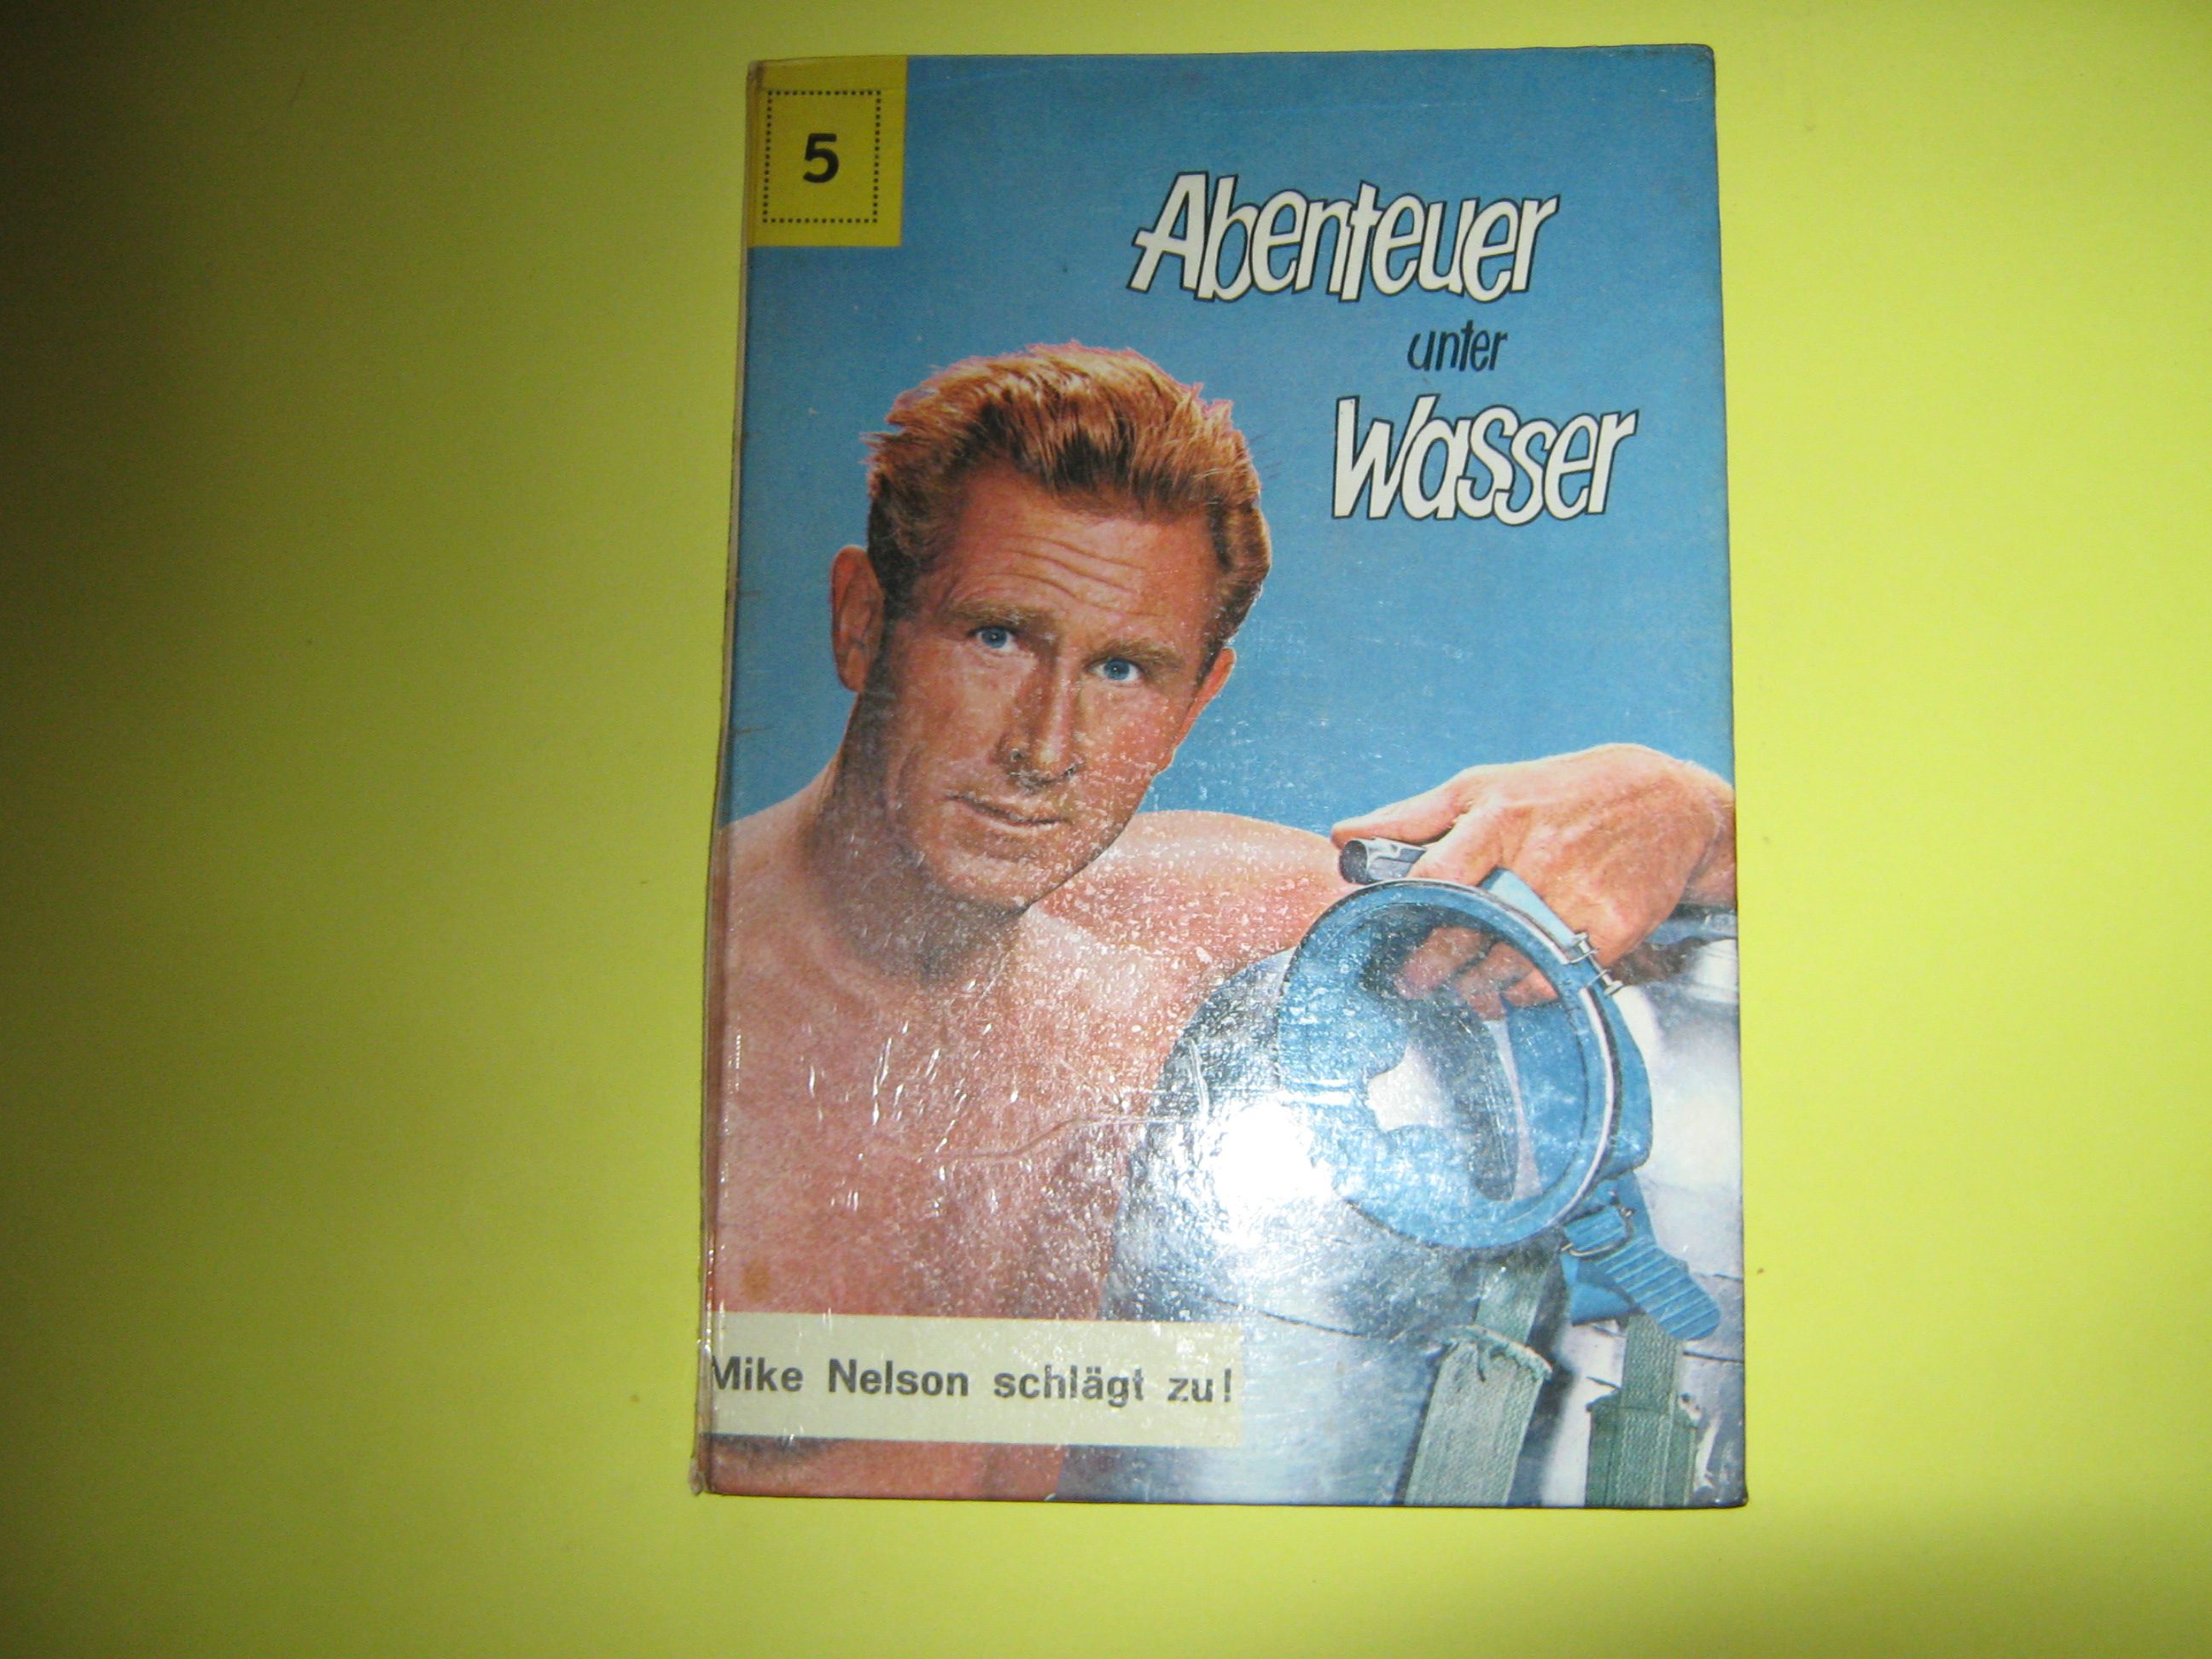 5
Abenteuer
unter
Wasser
Mike Nelson schlägt zu!